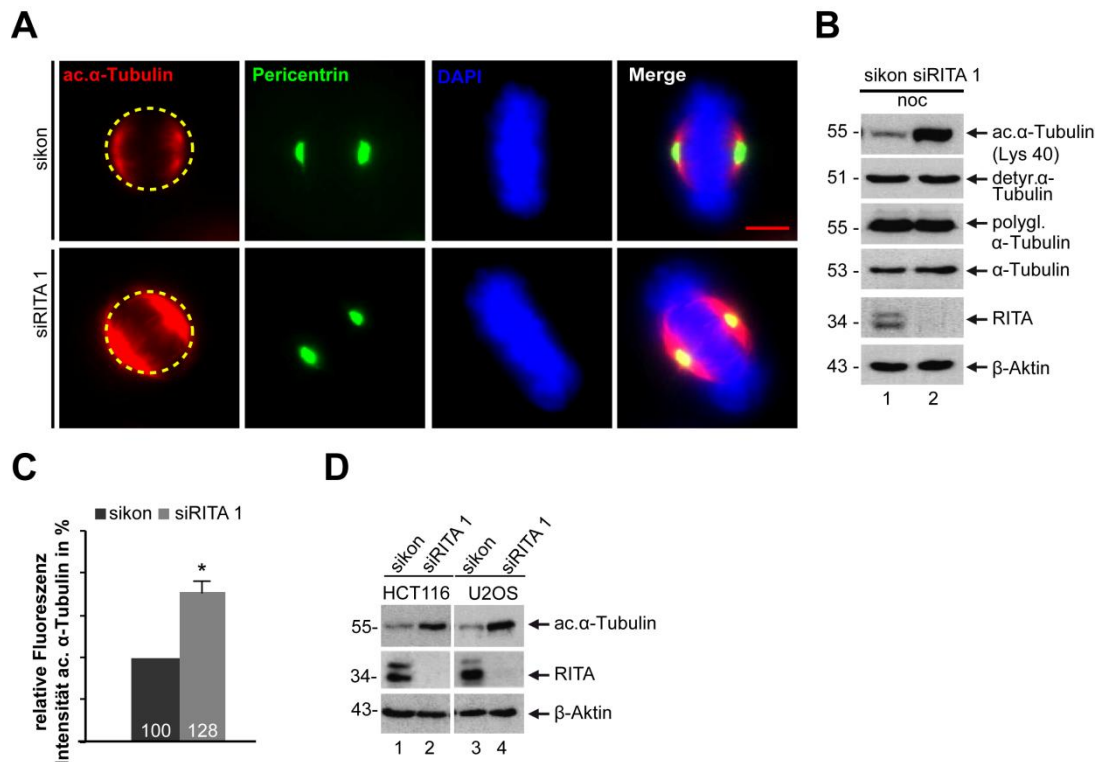 A
ac.α-Tubulin
Pericentrin
DAPI
Merge
sikon
siRITA 1
B
sikon siRITA 1
noc
55 - ac.α-Tubulin
(Lys 40)
51 - detyr.α-
Tubulin
55 - polygl.
α-Tubulin
53 - α-Tubulin
34 - RITA
43 - β-Aktin
1 2
C
sikon siRITA 1
relative Fluoreszenz
Intensität ac. α-Tubulin in %
*
100 128
D
sikon siRITA 1 sikon siRITA 1
HCT116 U2OS
55- ac.α-Tubulin
34- RITA
43- β-Aktin
1 2 3 4